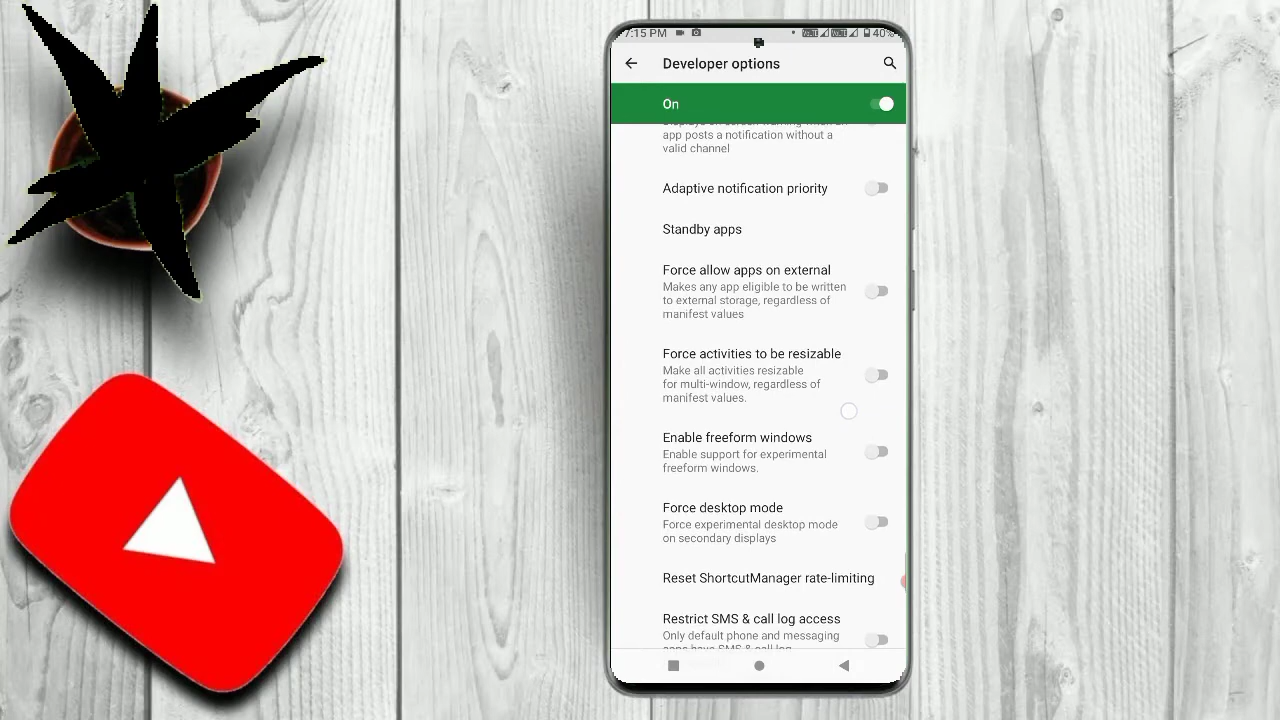 7:15 PM
40%
Developer options
On
app posts a notification without a
valid channel
Adaptive notification priority
Standby apps
Force allow apps on external
Makes any app eligible to be written
to external storage, regardless of
manifest values
Force activities to be resizable
Make all activities resizable
for multi-window, regardless of
manifest values.
Enable freeform windows
Enable support for experimental
freeform windows.
Force desktop mode
Force experimental desktop mode
on secondary displays
Reset ShortcutManager rate-limiting
Restrict SMS & call log access
Only default phone and messaging